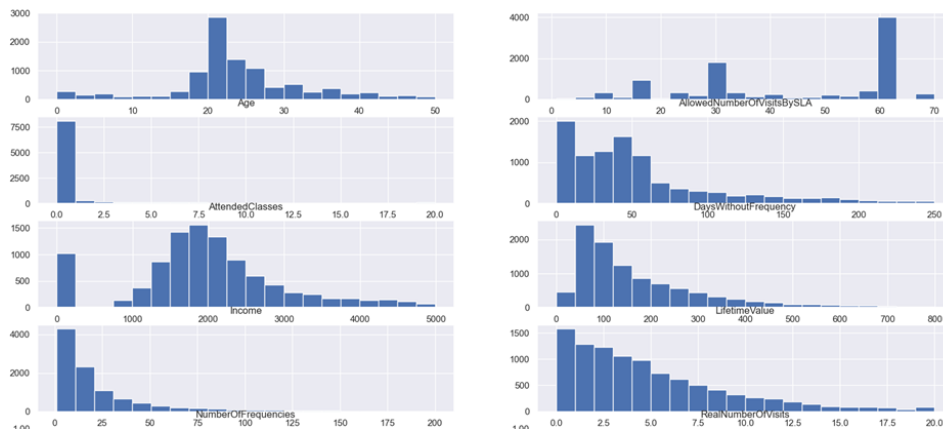 3000
2000
1000
0
0 10 20 30 40 50
Age
4000
2000
0
0 10 20 30 40 50 60 70
AllowedNumberOfVisitsBySLA
7500
5000
2500
0
0.0 2.5 5.0 7.5 10.0 12.5 15.0 17.5 20.0
AttendedClasses
2000
1000
0
0 50 100 150 200 250
DaysWithoutFrequency
1500
1000
500
0
0 1000 2000 3000 4000 5000
Income
2000
1000
0
0 100 200 300 400 500 600 700 800
LifetimeValue
4000
2000
0
0 25 50 75 100 125 150 175 200
NumberOfFrequencies
1500
1000
500
0
0.0 2.5 5.0 7.5 10.0 12.5 15.0 17.5 20.0
RealNumberOfVisits
1.00
1.00